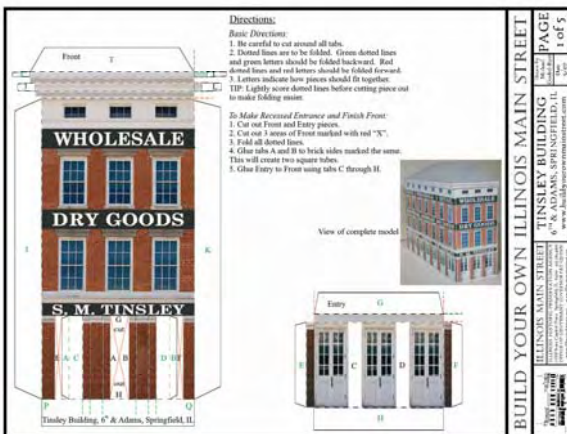 Front
T
WHOLESALE
DRY GOODS
S. M. TINSLEY
I
K
G
cut
E
A
C
A
B
D
B
F
cut
H
P
Q
Tinsley Building, 6th & Adams, Springfield, IL
Directions:
Basic Directions:
1. Be careful to cut around all tabs.
2. Dotted lines are to be folded. Green dotted lines
and green letters should be folded backward. Red
dotted lines and red letters should be folded forward.
3. Letters indicate how pieces should fit together.
TIP: Lightly score dotted lines before cutting piece out
to make folding easier.
To Make Recessed Entrance and Finish Front:
1. Cut out Front and Entry pieces.
2. Cut out 3 areas of Front marked with red "X".
3. Fold all dotted lines.
4. Glue tabs A and B to brick sides marked the same.
This will create two square tubes.
5. Glue Entry to Front using tabs C through H.
View of complete model
WHOLESALE
DRY GOODS
Entry
G
E
C
D
F
H
BUILD YOUR OWN ILLINOIS MAIN STREET
PAGE
1 of 5
TINSLEY BUILDING
6TH & ADAMS, SPRINGFIELD, IL
www.buildyourownmainstreet.com
ILLINOIS MAIN STREET